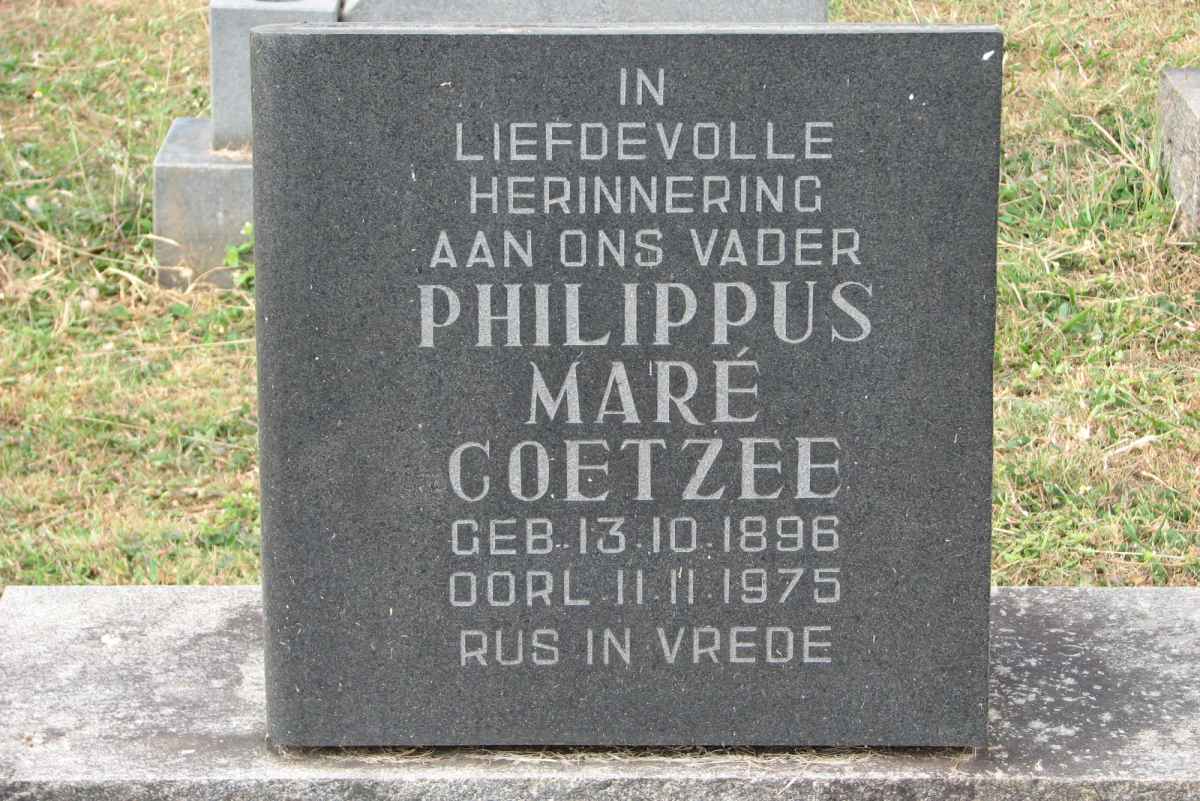 IN
LIEFDEVOLLE
HERINNERING
AAN ONS VADER
PHILIPPUS
MARÉ
COETZEE
GEB. 13.10.1896
OORL 11.11.1975
RUS IN VREDE